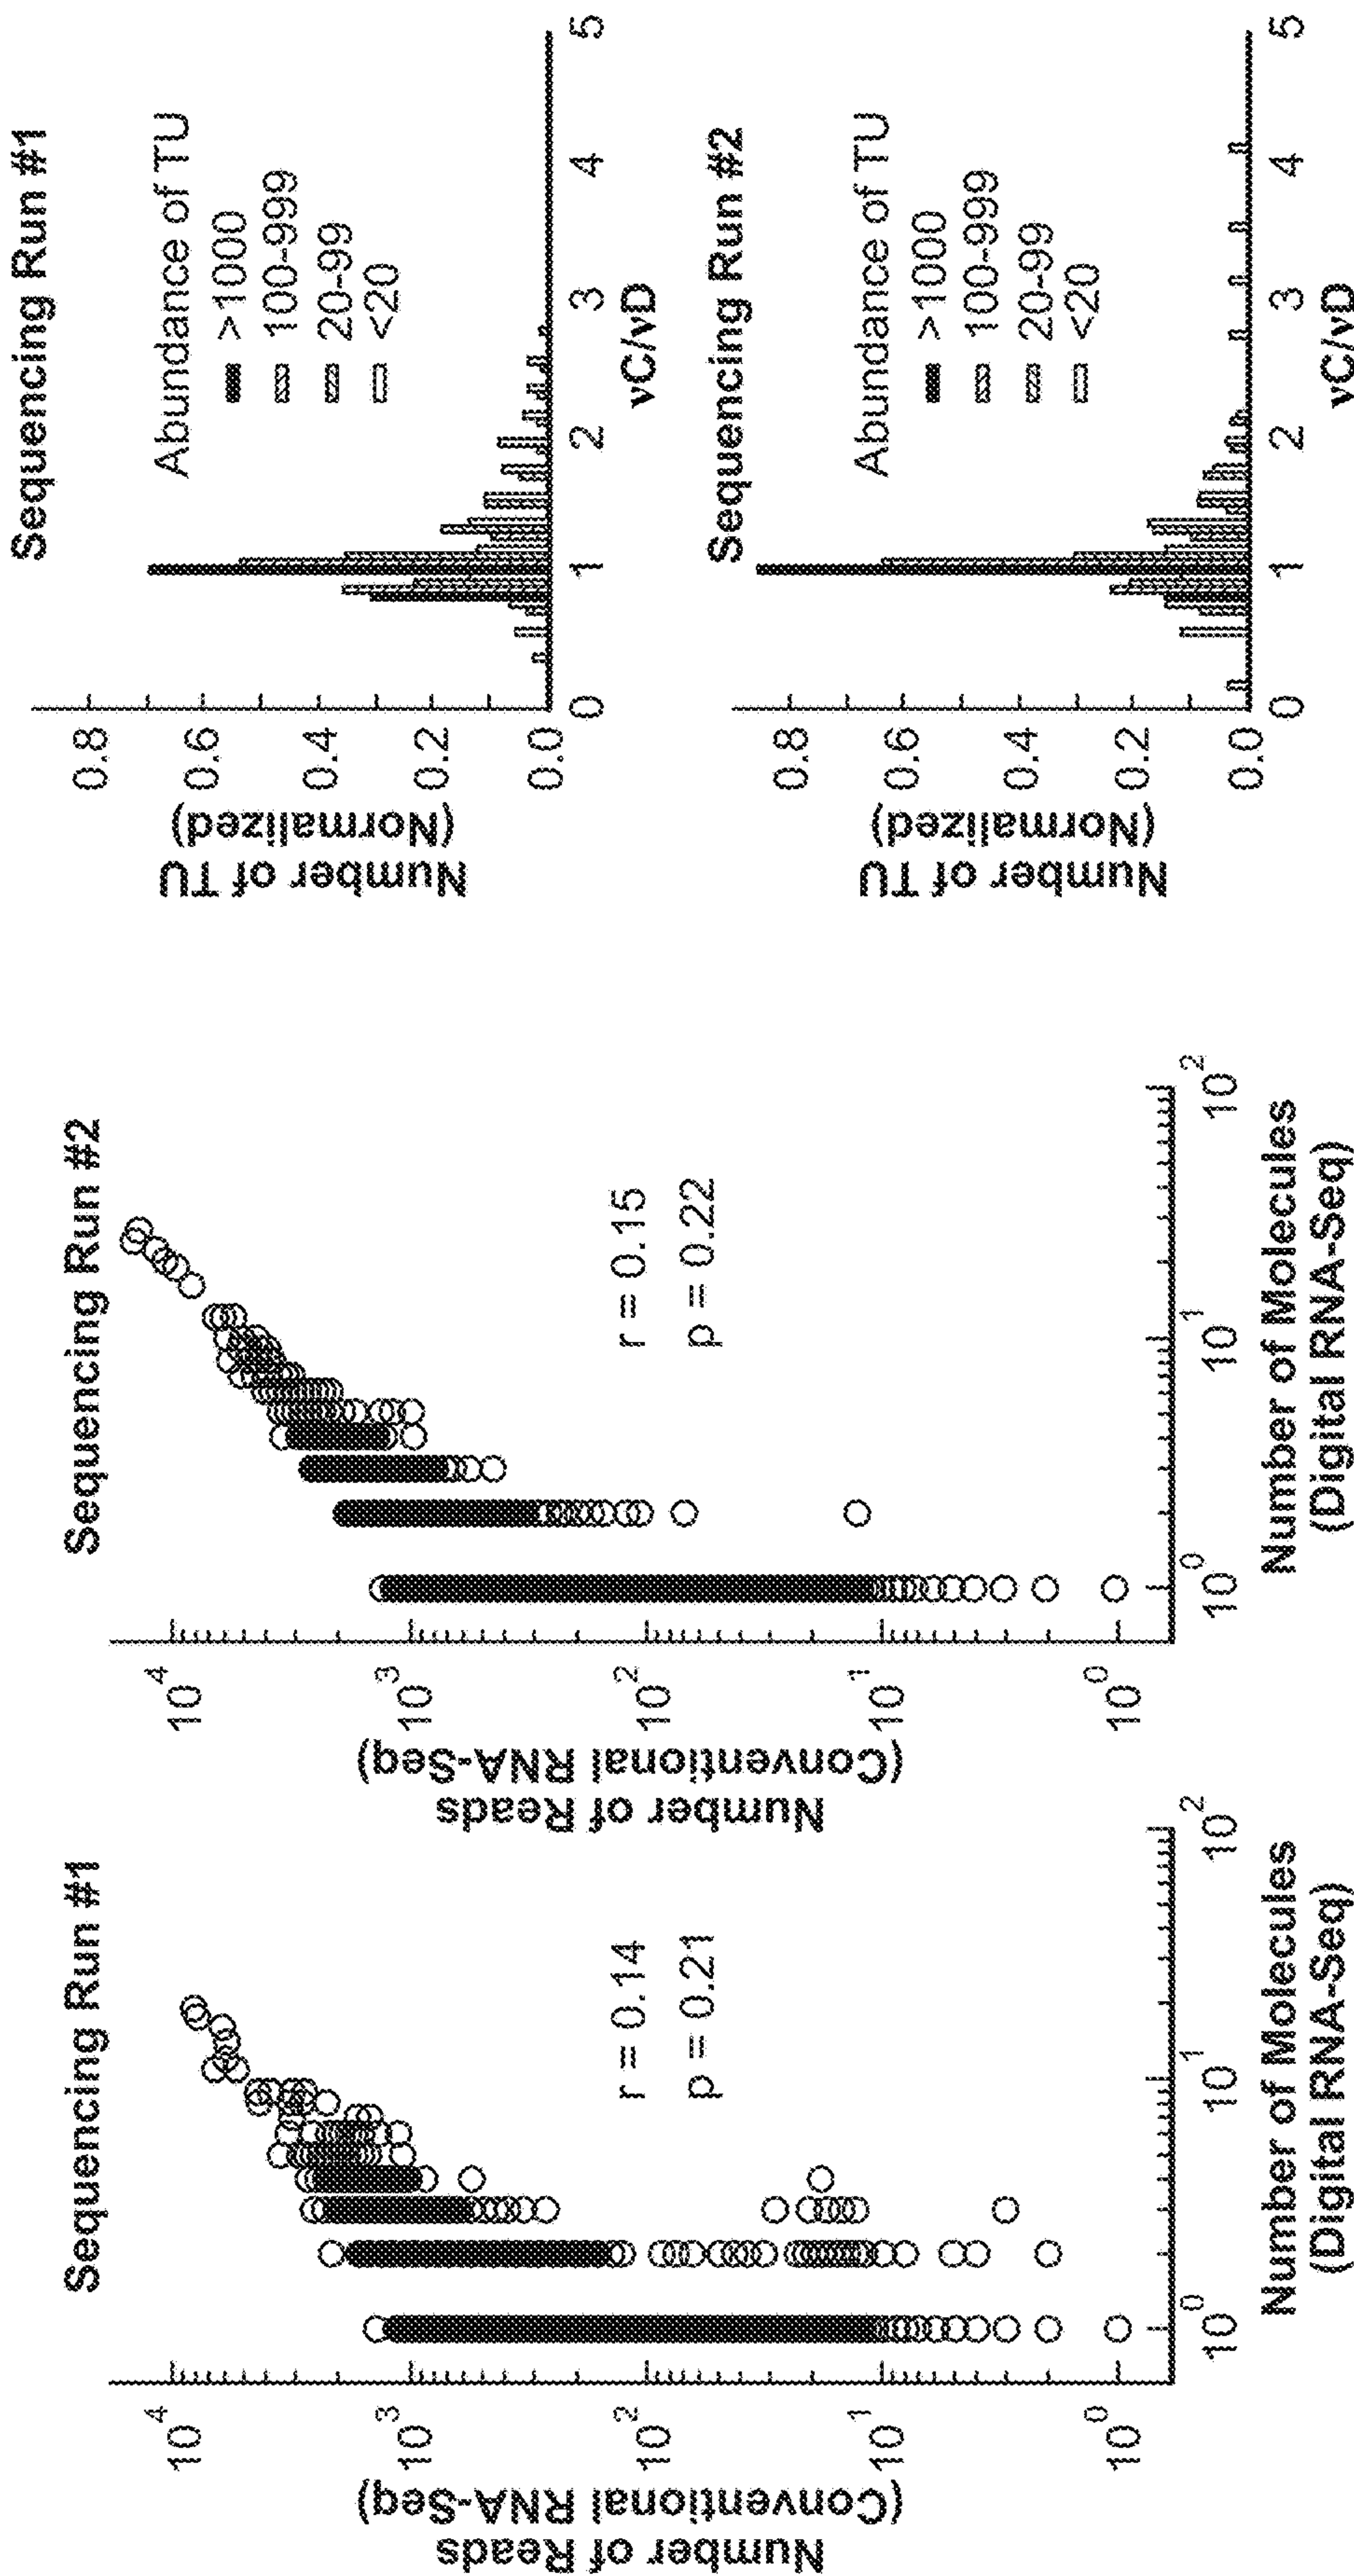 Sequencing Run #1
10^4
10^3
10^2
10^1
10^0
Number of Reads
(Conventional RNA-Seq)
r = 0.14
p = 0.21
10^0
10^1
10^2
Number of Molecules
(Digital RNA-Seq)
Sequencing Run #2
10^4
10^3
10^2
10^1
10^0
Number of Reads
(Conventional RNA-Seq)
r = 0.15
p = 0.22
10^0
10^1
10^2
Number of Molecules
(Digital RNA-Seq)
Sequencing Run #1
0.8
0.6
0.4
0.2
0.0
Number of TU
(Normalized)
Abundance of TU
>1000
100-999
20-99
<20
0 1 2 3 4 5
vC/vD
Sequencing Run #2
0.8
0.6
0.4
0.2
0.0
Number of TU
(Normalized)
Abundance of TU
>1000
100-999
20-99
<20
0 1 2 3 4 5
vC/vD